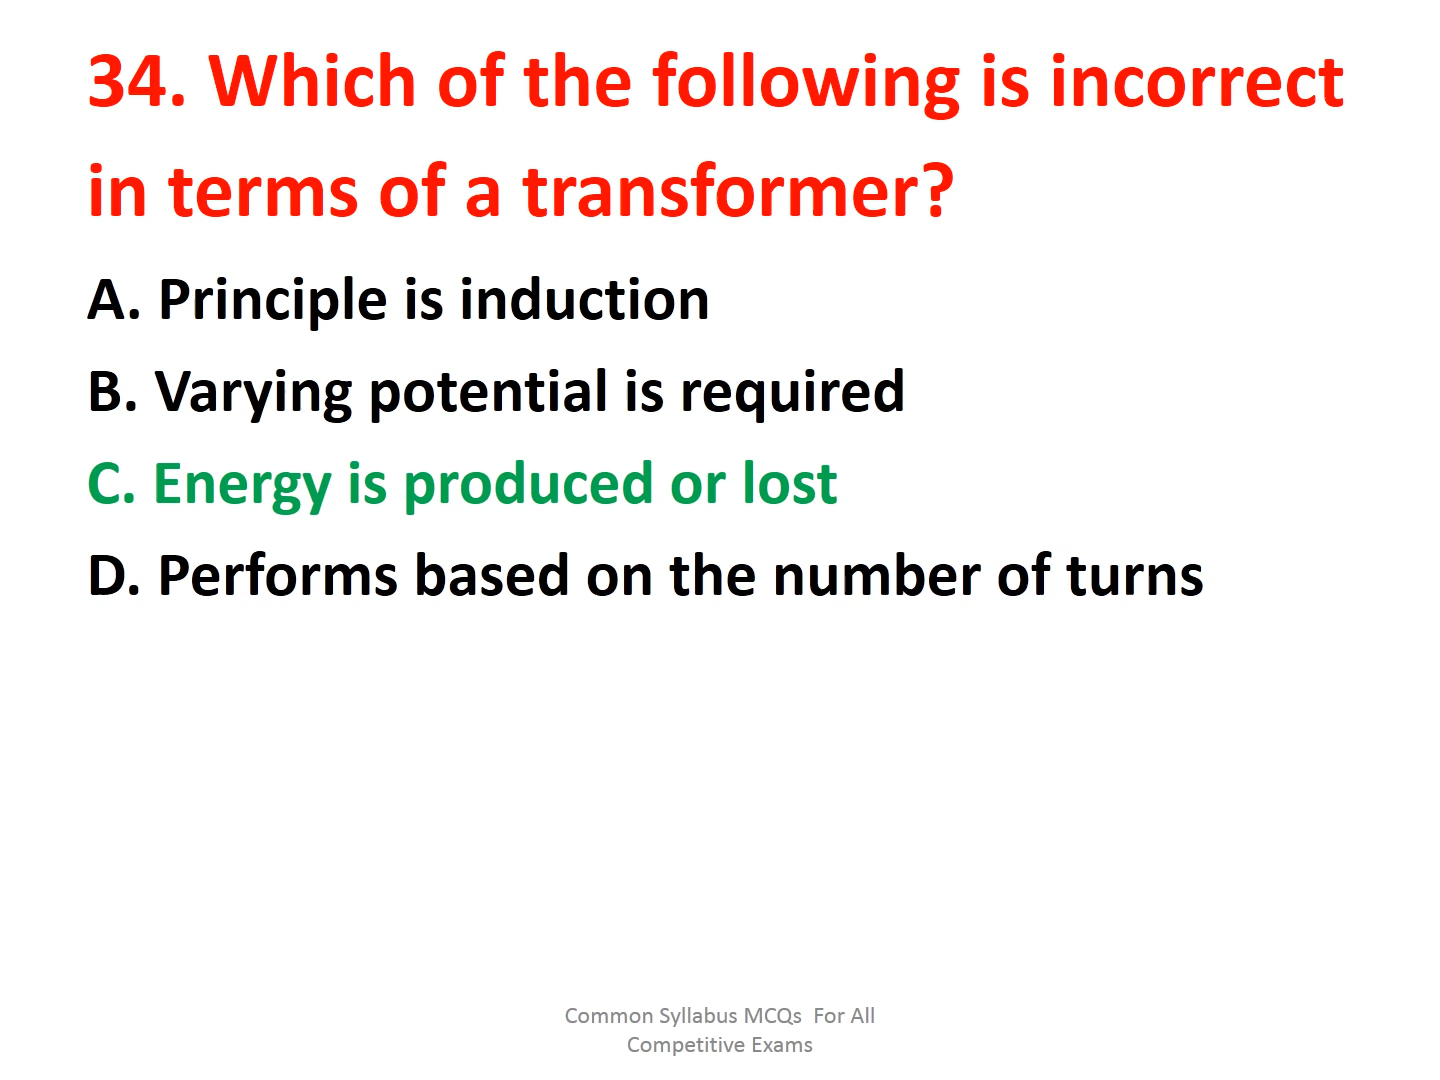 34. Which of the following is incorrect
in terms of a transformer?
A. Principle is induction
B. Varying potential is required
C. Energy is produced or lost
D. Performs based on the number of turns
Common Syllabus MCQs  For All
Competitive Exams